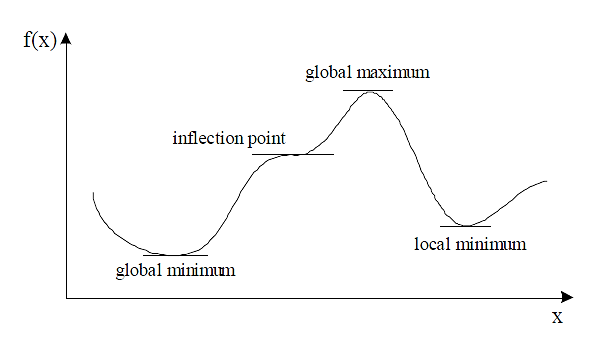 f(x)
global maximum
inflection point
local minimum
global minimum
x